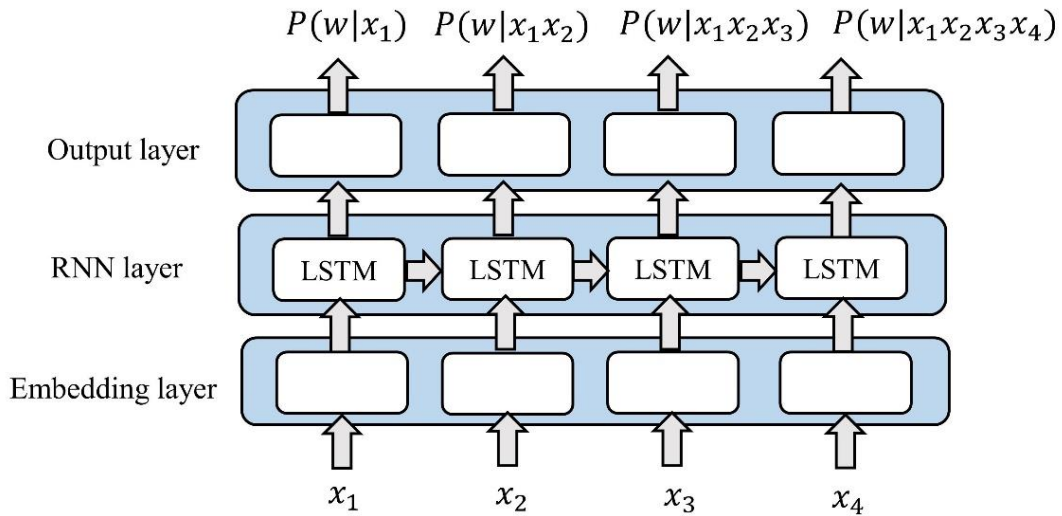 P(w|x₁) P(w|x₁x₂) P(w|x₁x₂x₃) P(w|x₁x₂x₃x₄)
Output layer
RNN layer LSTM LSTM LSTM LSTM
Embedding layer
x₁ x₂ x₃ x₄